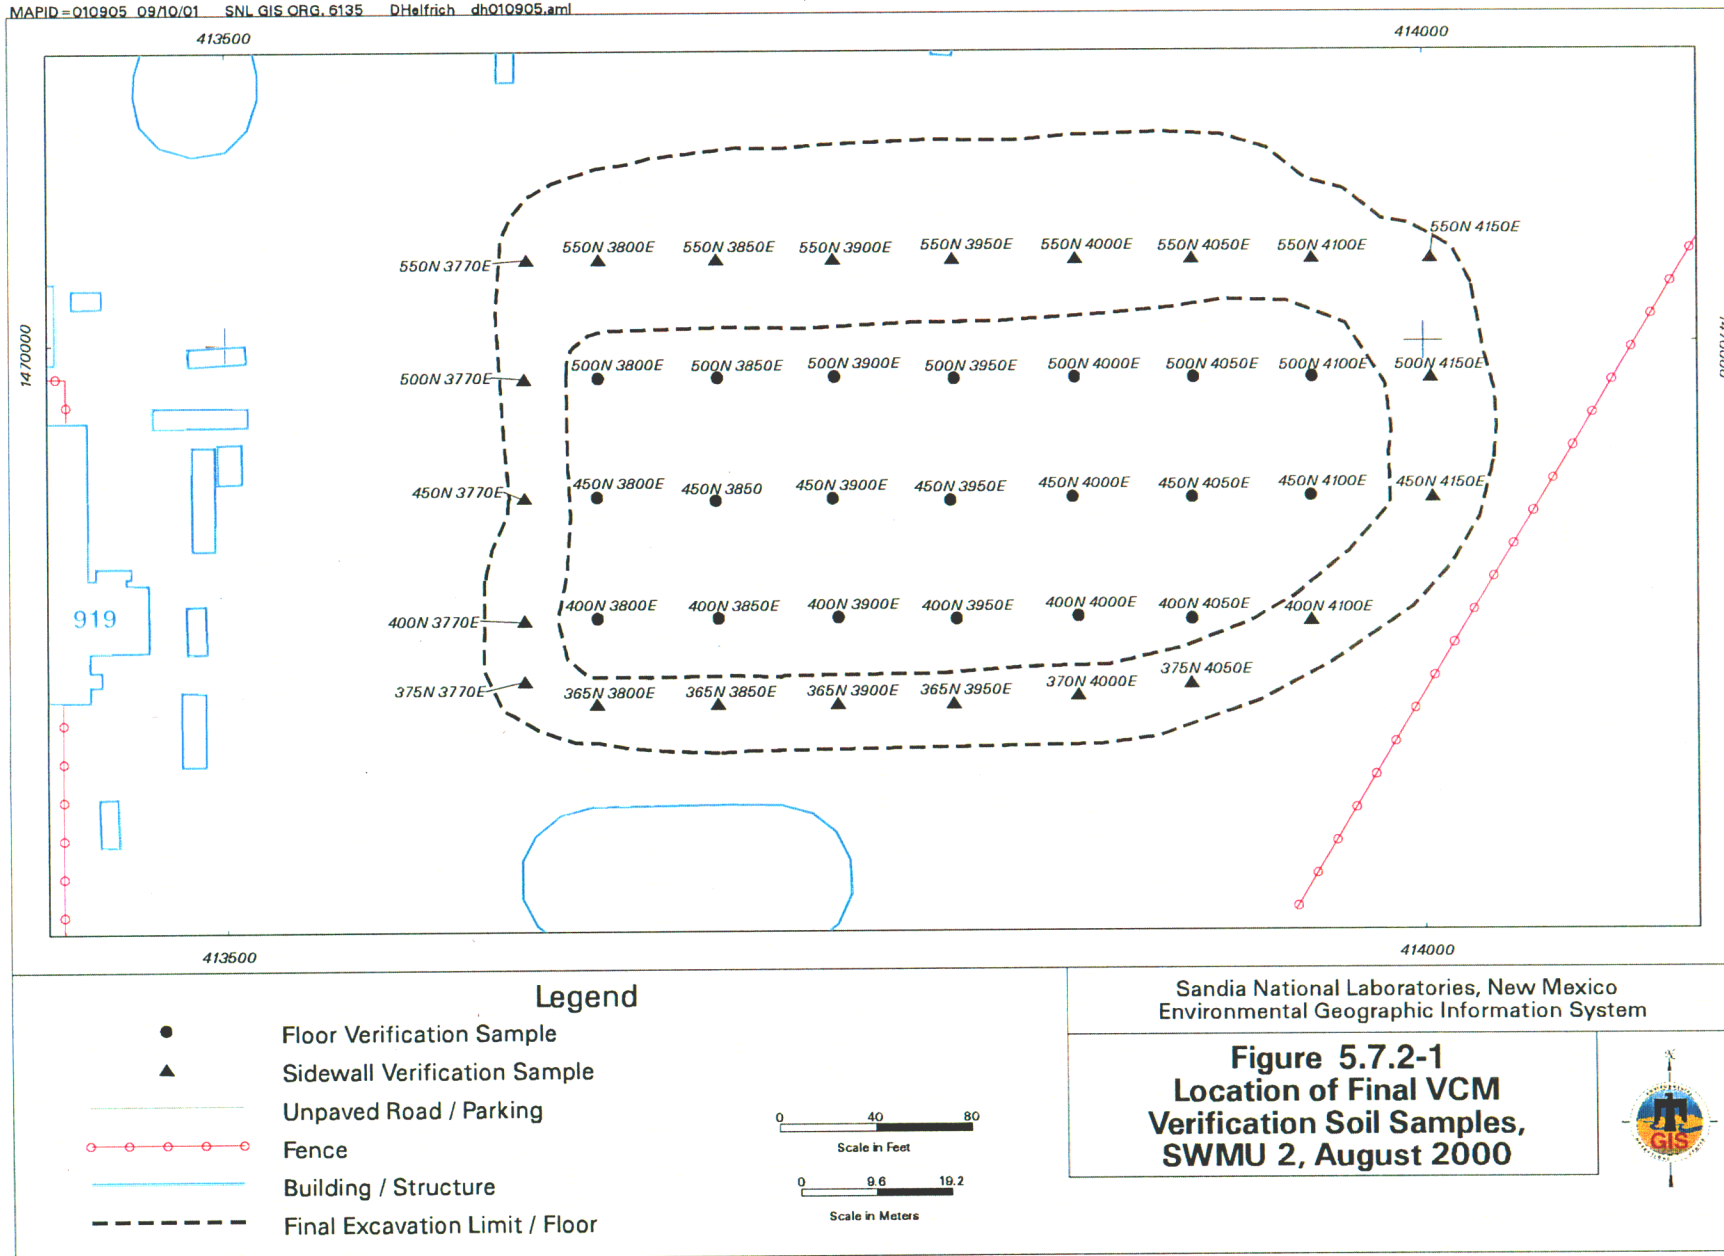 MAPID=010905 09/10/01 SNL GIS ORG. 6135 DHelfrich dh010905.aml
413500 414000
550N 4150E
550N 3800E 550N 3850E 550N 3900E 550N 3950E 550N 4000E 550N 4050E 550N 4100E
550N 3770E
1470000
500N 3800E 500N 3850E 500N 3900E 500N 3950E 500N 4000E 500N 4050E 500N 4100E 500N 4150E
500N 3770E
450N 3800E 450N 3850 450N 3900E 450N 3950E 450N 4000E 450N 4050E 450N 4100E 450N 4150E
450N 3770E
400N 3800E 400N 3850E 400N 3900E 400N 3950E 400N 4000E 400N 4050E 400N 4100E
400N 3770E
919
375N 4050E
370N 4000E
375N 3770E 365N 3800E 365N 3850E 365N 3900E 365N 3950E
413500 414000
Legend
Floor Verification Sample
Sidewall Verification Sample
Unpaved Road / Parking
Fence
Building / Structure
Final Excavation Limit / Floor
0 40 80
Scale in Feet
0 9.6 19.2
Scale in Meters
Sandia National Laboratories, New Mexico
Environmental Geographic Information System
Figure 5.7.2-1
Location of Final VCM
Verification Soil Samples,
SWMU 2, August 2000
GIS